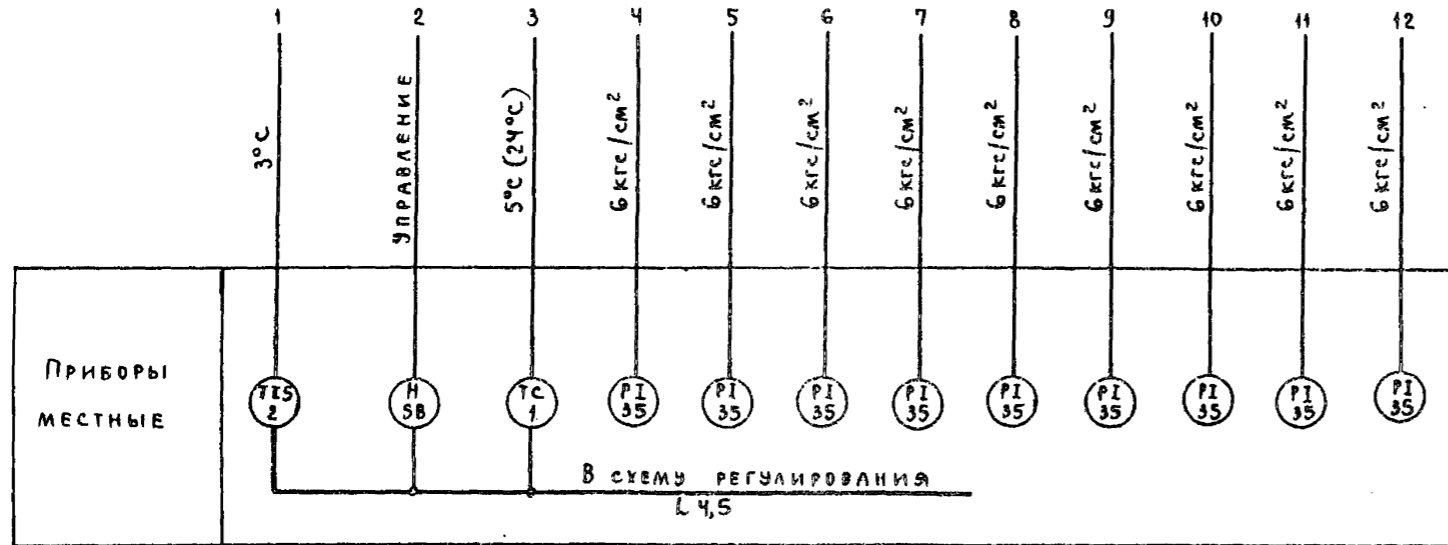 1 2 3 4 5 6 7 8 9 10 11 12
3°С
УПРАВЛЕНИЕ
5°С (24°С)
6 кгс/см²
6 кгс/см²
6 кгс/см²
6 кгс/см²
6 кгс/см²
6 кгс/см²
6 кгс/см²
6 кгс/см²
6 кгс/см²
ПРИБОРЫ
МЕСТНЫЕ
TIS
2
H
SB
TC
1
PI
35
PI
35
PI
35
PI
35
PI
35
PI
35
PI
35
PI
35
PI
35
В СХЕМУ РЕГУЛИРОВАНИЯ
L 4,5